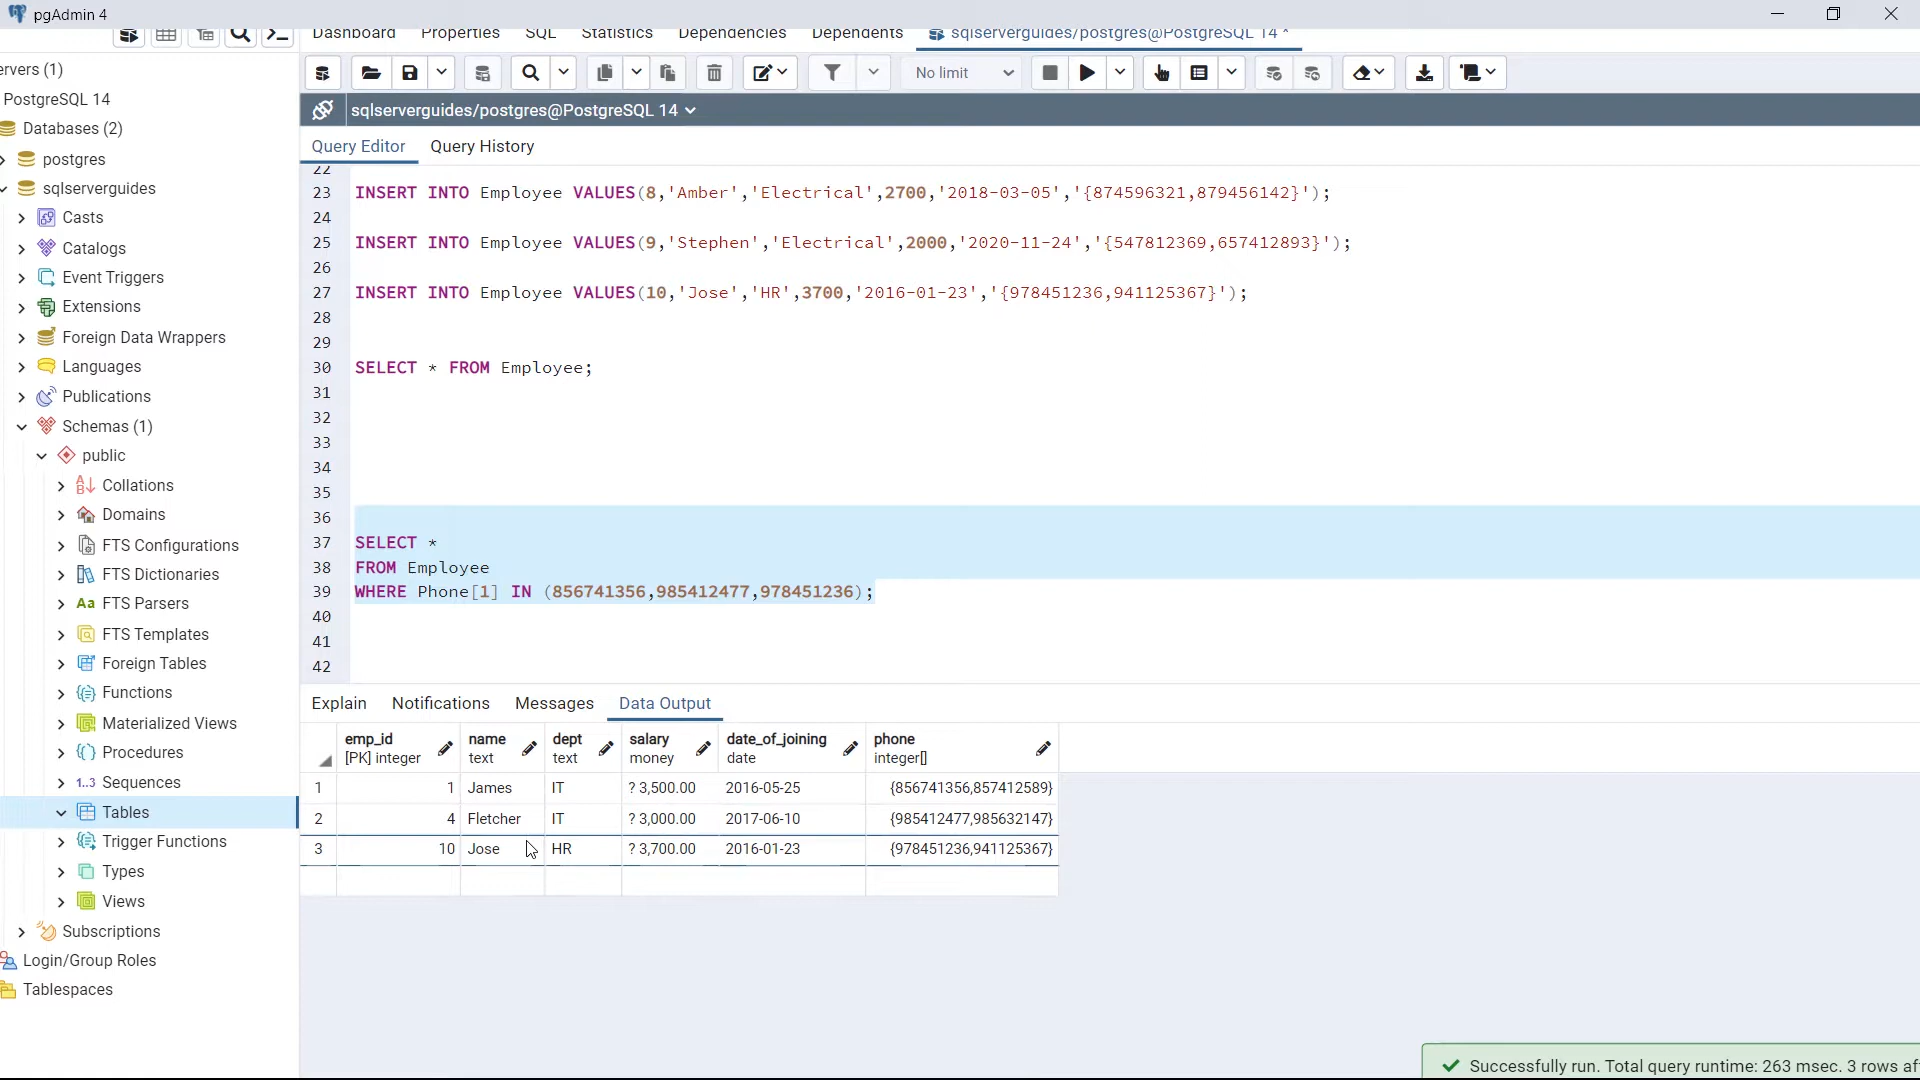 pgAdmin 4
Dashboard Properties SQL Statistics Dependencies Dependents sqlserverguides/postgres@PostgreSQL 14 *
ervers (1)
PostgreSQL 14
Databases (2)
postgres
sqlserverguides
Casts
Catalogs
Event Triggers
Extensions
Foreign Data Wrappers
Languages
Publications
Schemas (1)
public
Collations
Domains
FTS Configurations
FTS Dictionaries
Aa FTS Parsers
FTS Templates
Foreign Tables
Functions
Materialized Views
Procedures
1..3 Sequences
Tables
Trigger Functions
Types
Views
Subscriptions
Login/Group Roles
Tablespaces
No limit
sqlserverguides/postgres@PostgreSQL 14
Query Editor Query History
22
23 INSERT INTO Employee VALUES(8,'Amber','Electrical',2700,'2018-03-05','{874596321,879456142}');
24
25 INSERT INTO Employee VALUES(9,'Stephen','Electrical',2000,'2020-11-24','{547812369,657412893}');
26
27 INSERT INTO Employee VALUES(10,'Jose','HR',3700,'2016-01-23','{978451236,941125367}');
28
29
30 SELECT * FROM Employee;
31
32
33
34
35
36
37 SELECT *
38 FROM Employee
39 WHERE Phone[1] IN (856741356,985412477,978451236);
40
41
42
Explain Notifications Messages Data Output
emp_id name dept salary date_of_joining phone
[PK] integer text text money date integer[]
1 1 James IT ? 3,500.00 2016-05-25 {856741356,857412589}
2 4 Fletcher IT ? 3,000.00 2017-06-10 {985412477,985632147}
3 10 Jose HR ? 3,700.00 2016-01-23 {978451236,941125367}
Successfully run. Total query runtime: 263 msec. 3 rows af